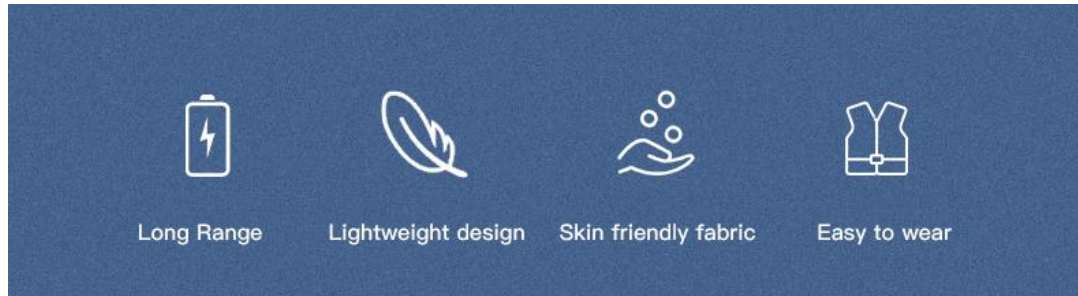 Long Range
Lightweight design
Skin friendly fabric
Easy to wear